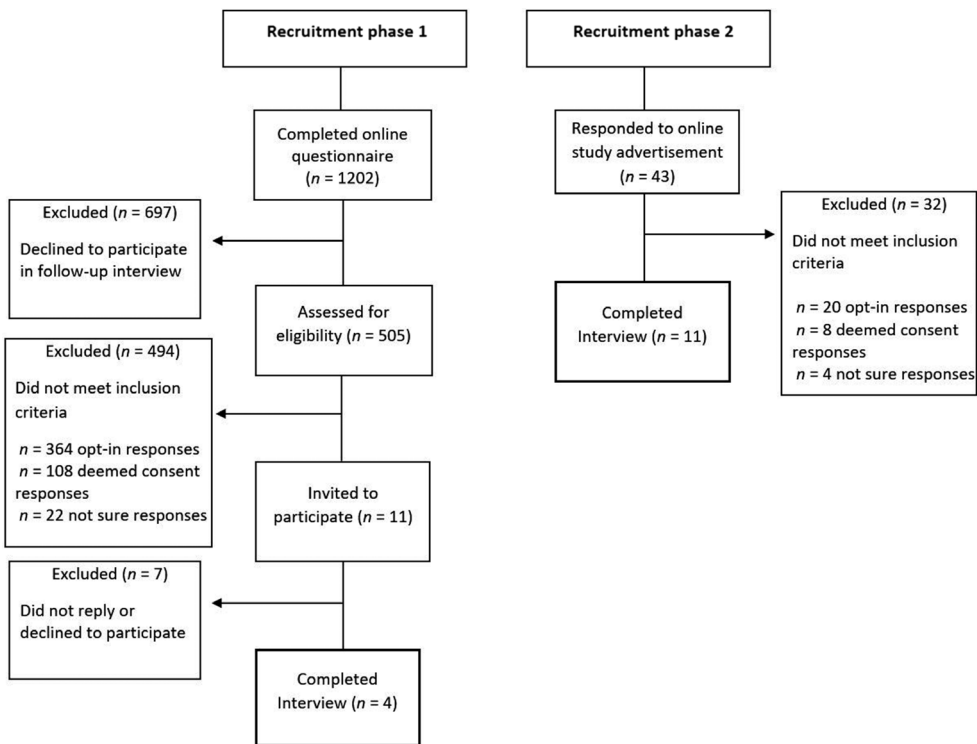 Recruitment phase 1
Completed online
questionnaire
(n = 1202)
Excluded (n = 697)
Declined to participate
in follow-up interview
Assessed for
eligibility (n = 505)
Excluded (n = 494)
Did not meet inclusion
criteria
n = 364 opt-in responses
n = 108 deemed consent
responses
n = 22 not sure responses
Invited to
participate (n = 11)
Excluded (n = 7)
Did not reply or
declined to participate
Completed
Interview (n = 4)
Recruitment phase 2
Responded to online
study advertisement
(n = 43)
Excluded (n = 32)
Did not meet inclusion
criteria
n = 20 opt-in responses
n = 8 deemed consent
responses
n = 4 not sure responses
Completed
Interview (n = 11)